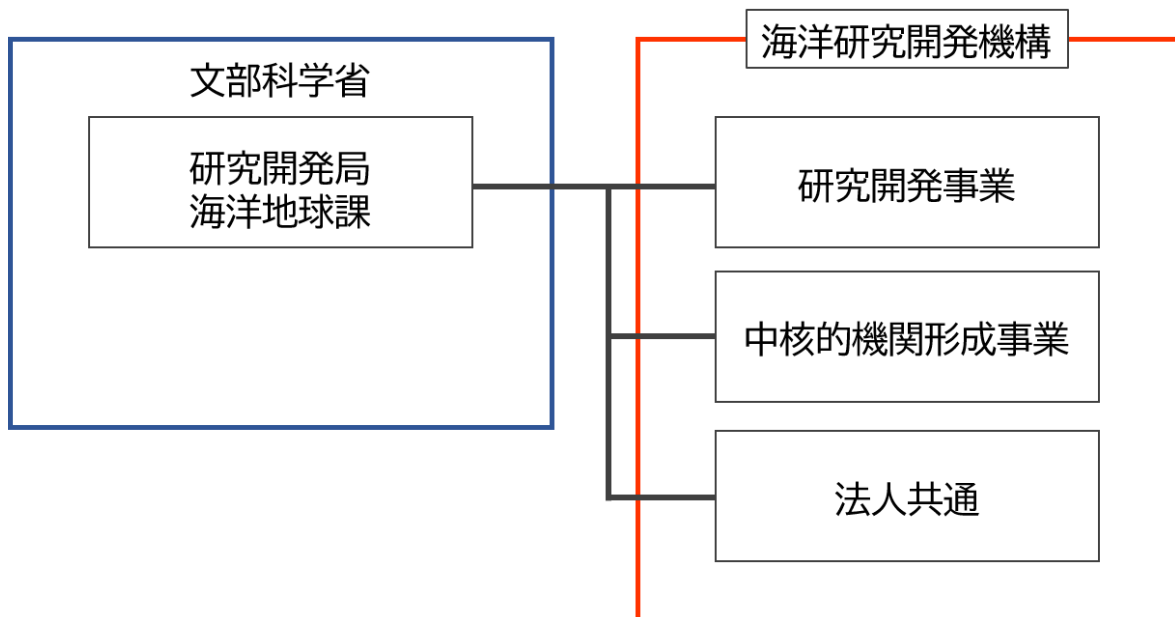 海洋研究開発機構
文部科学省
研究開発局
海洋地球課
研究開発事業
中核的機関形成事業
法人共通